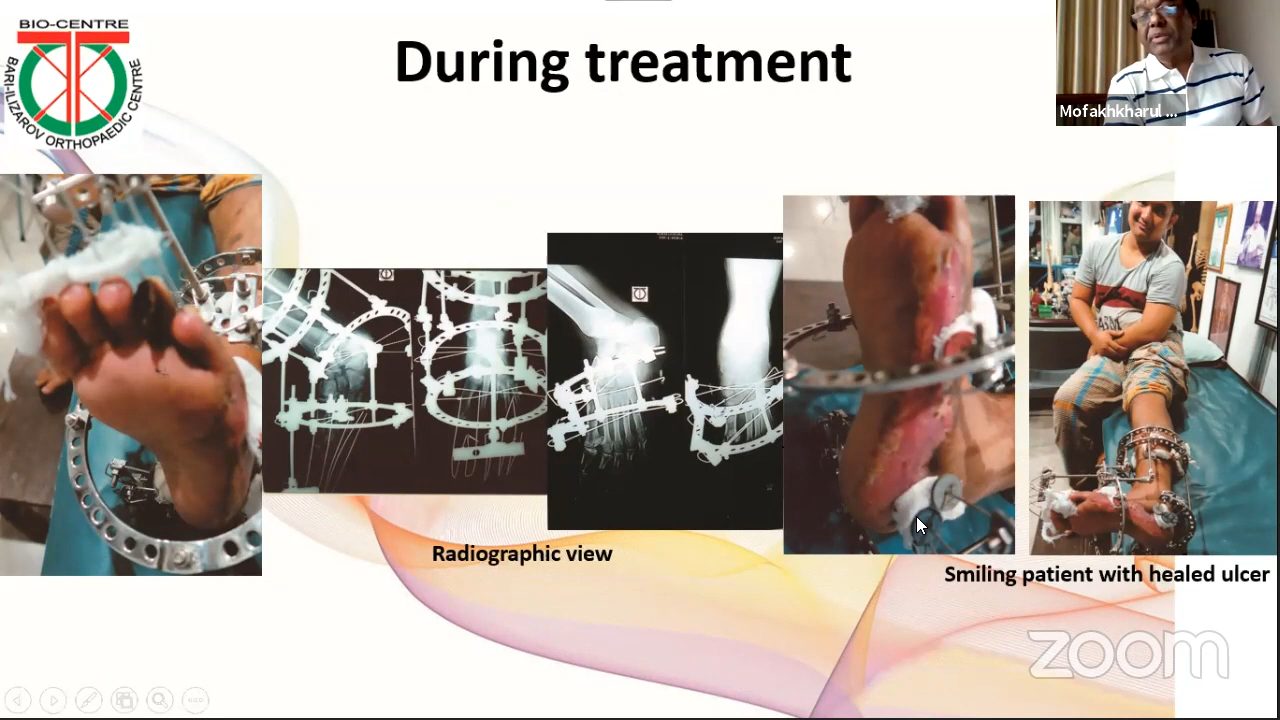 BIO-CENTRE
BARI-ILIZAROV ORTHOPAEDIC CENTRE
During treatment
Mofakhkharul ...
Radiographic view
Smiling patient with healed ulcer
zoom